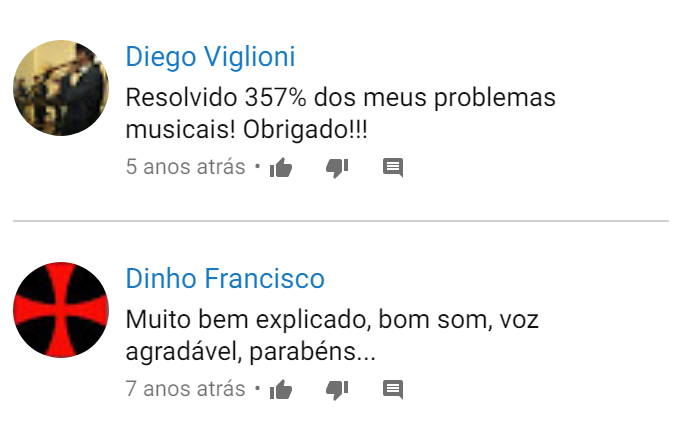 Diego Viglioni
Resolvido 357% dos meus problemas
musicais! Obrigado!!!
5 anos atrás •
Dinho Francisco
Muito bem explicado, bom som, voz
agradável, parabéns...
7 anos atrás •